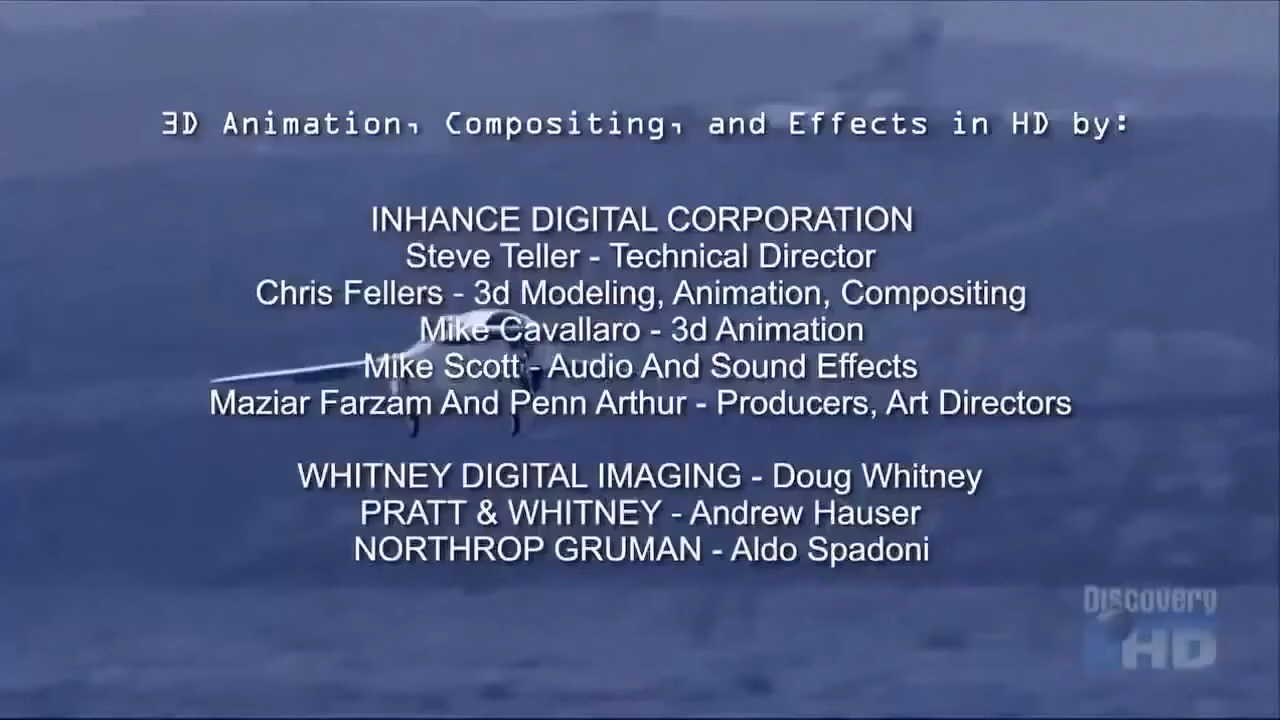 3D Animation, Compositing, and Effects in HD by:
INHANCE DIGITAL CORPORATION
Steve Teller - Technical Director
Chris Fellers - 3d Modeling, Animation, Compositing
Mike Cavallaro - 3d Animation
Mike Scott - Audio And Sound Effects
Maziar Farzam And Penn Arthur - Producers, Art Directors
WHITNEY DIGITAL IMAGING - Doug Whitney
PRATT & WHITNEY - Andrew Hauser
NORTHROP GRUMAN - Aldo Spadoni
Discovery
HD